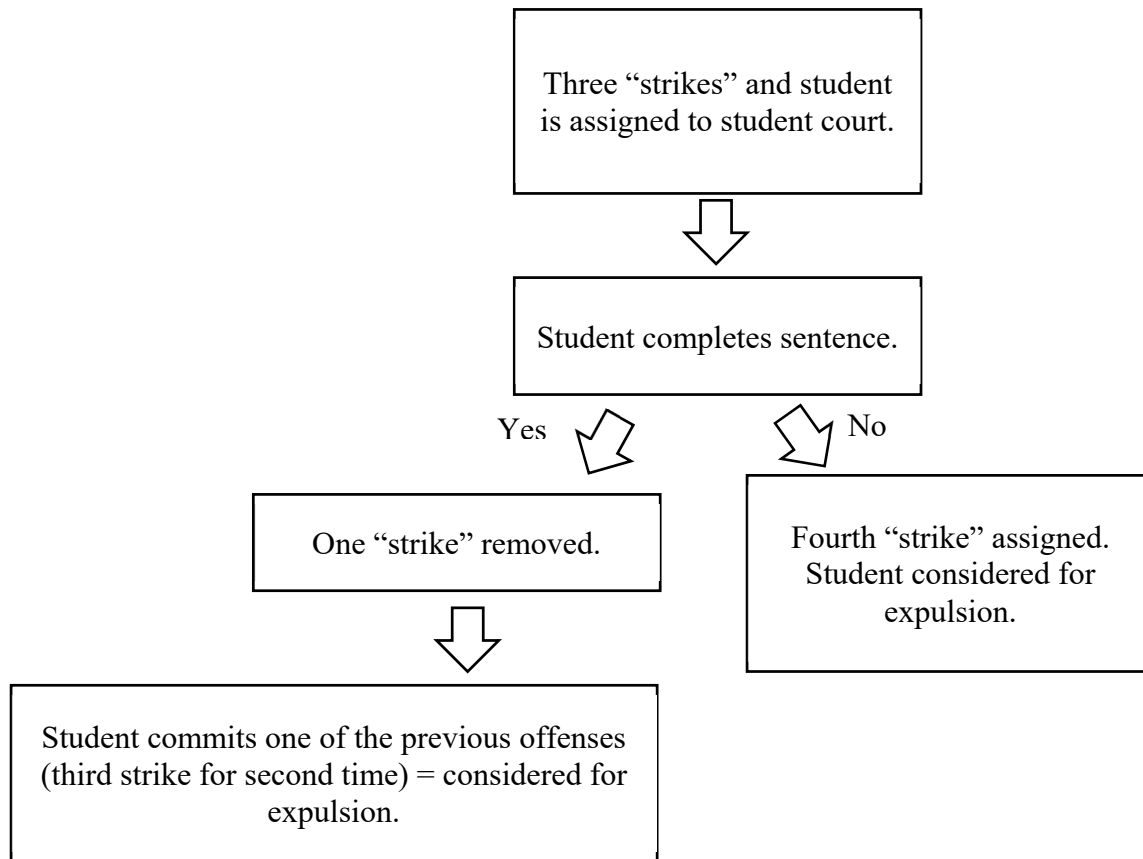 Three “strikes” and student
is assigned to student court.
Student completes sentence.
Yes
No
One “strike” removed.
Fourth “strike” assigned.
Student considered for
expulsion.
Student commits one of the previous offenses
(third strike for second time) = considered for
expulsion.